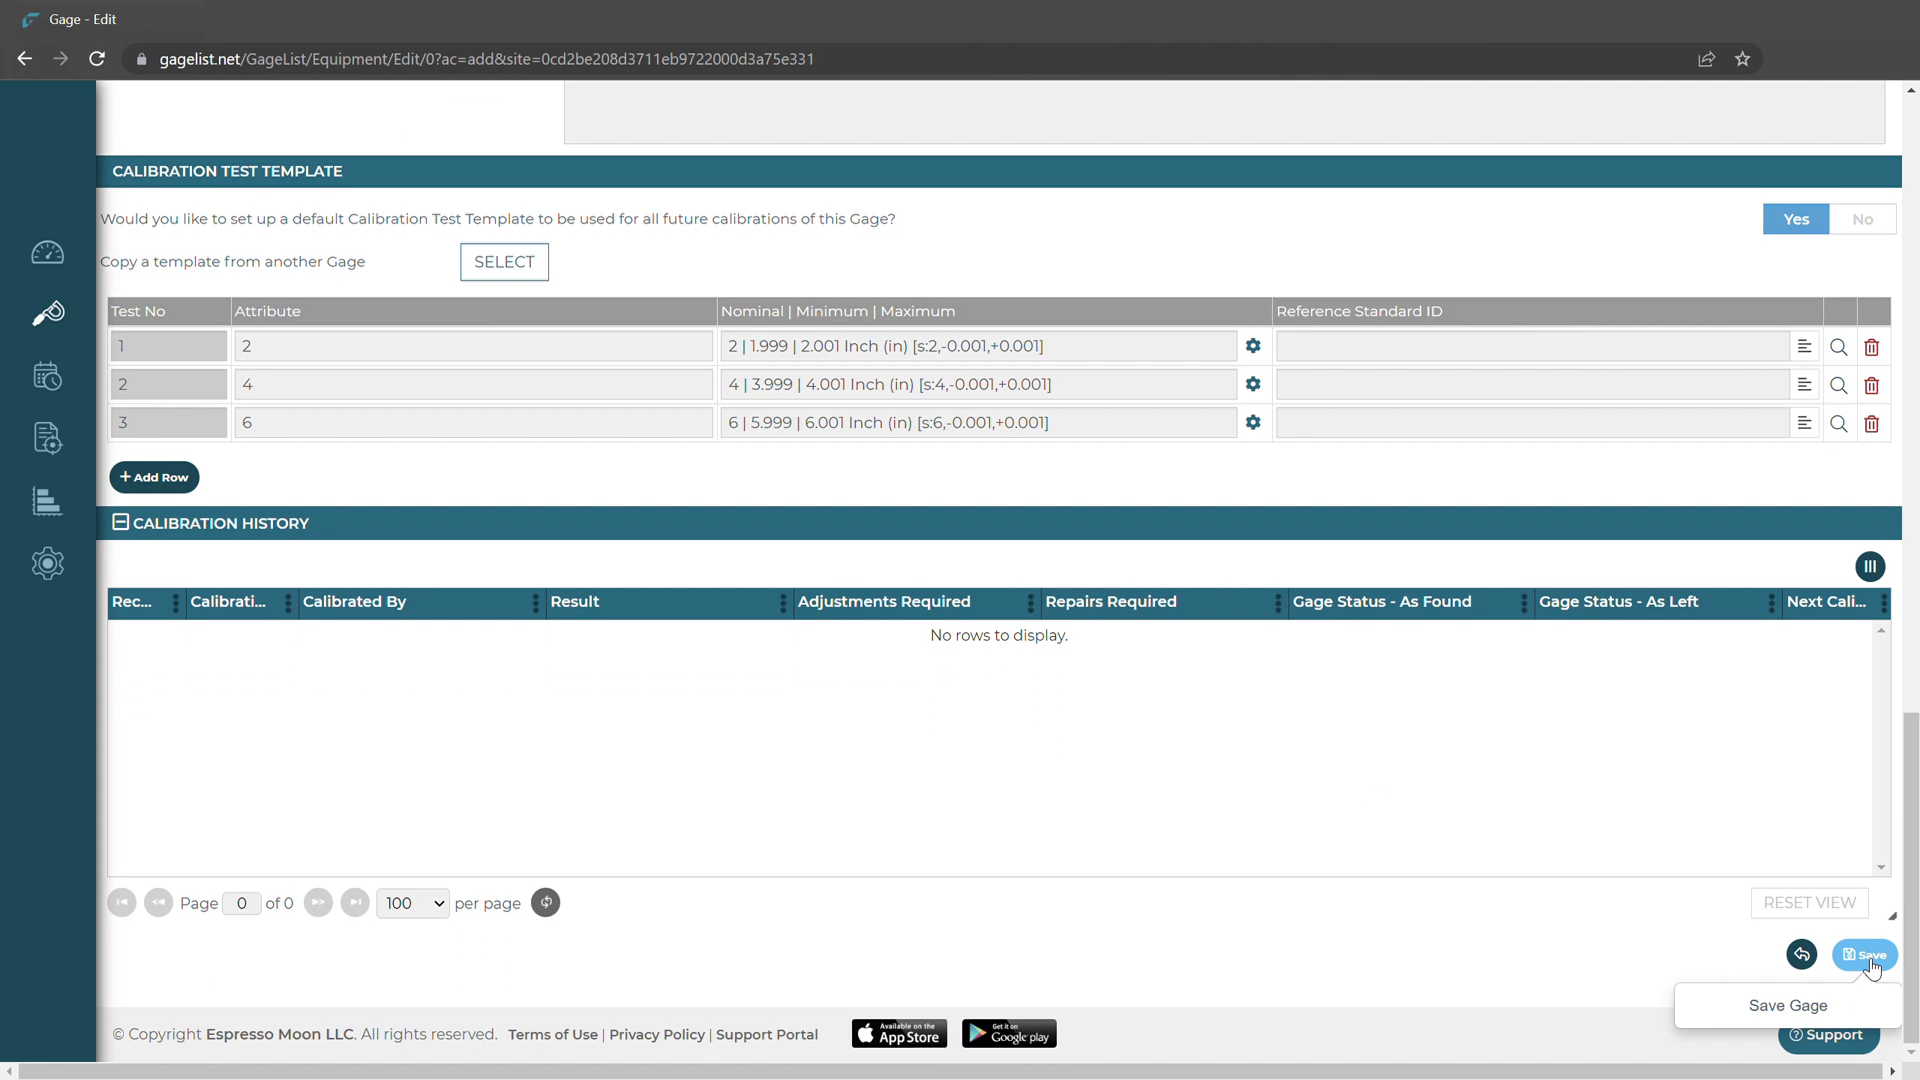 Gage - Edit
gagelist.net/GageList/Equipment/Edit/0?ac=add&site=0cd2be208d3711eb9722000d3a75e331
CALIBRATION TEST TEMPLATE
Would you like to set up a default Calibration Test Template to be used for all future calibrations of this Gage?
Yes No
Copy a template from another Gage SELECT
Test No Attribute Nominal | Minimum | Maximum Reference Standard ID
1 2 2 | 1.999 | 2.001 Inch (in) [s:2,-0.001,+0.001]
2 4 4 | 3.999 | 4.001 Inch (in) [s:4,-0.001,+0.001]
3 6 6 | 5.999 | 6.001 Inch (in) [s:6,-0.001,+0.001]
+ Add Row
CALIBRATION HISTORY
Rec... Calibrati... Calibrated By Result Adjustments Required Repairs Required Gage Status - As Found Gage Status - As Left Next Cali...
No rows to display.
Page 0 of 0 100 per page RESET VIEW
Save
Save Gage
© Copyright Espresso Moon LLC. All rights reserved. Terms of Use | Privacy Policy | Support Portal
Available on the App Store
Get it on Google play
Support